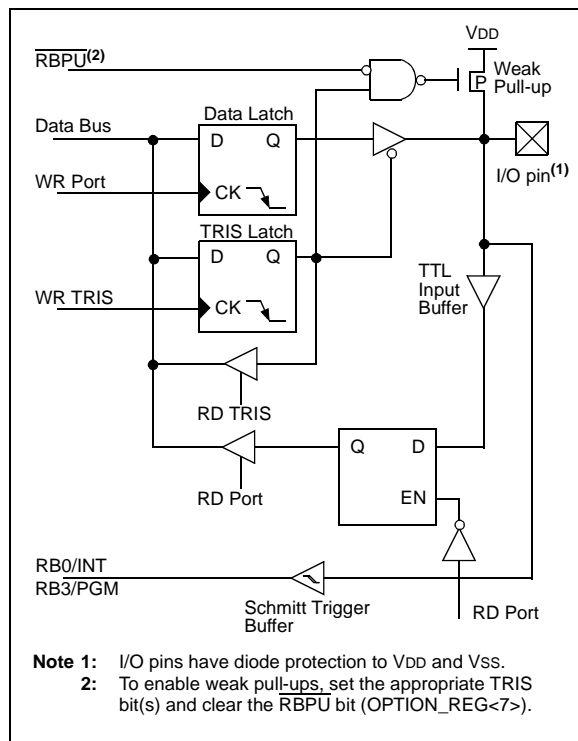 VDD
RBPU(2)
Weak
P
Pull-up
Data Latch
Data Bus
D Q
I/O pin(1)
WR Port
CK
TRIS Latch
D Q
TTL
Input
Buffer
WR TRIS
CK
RD TRIS
Q D
EN
RD Port
RB0/INT
RB3/PGM
Schmitt Trigger
Buffer
RD Port
Note 1: I/O pins have diode protection to VDD and VSS.
2: To enable weak pull-ups, set the appropriate TRIS
bit(s) and clear the RBPU bit (OPTION_REG<7>).